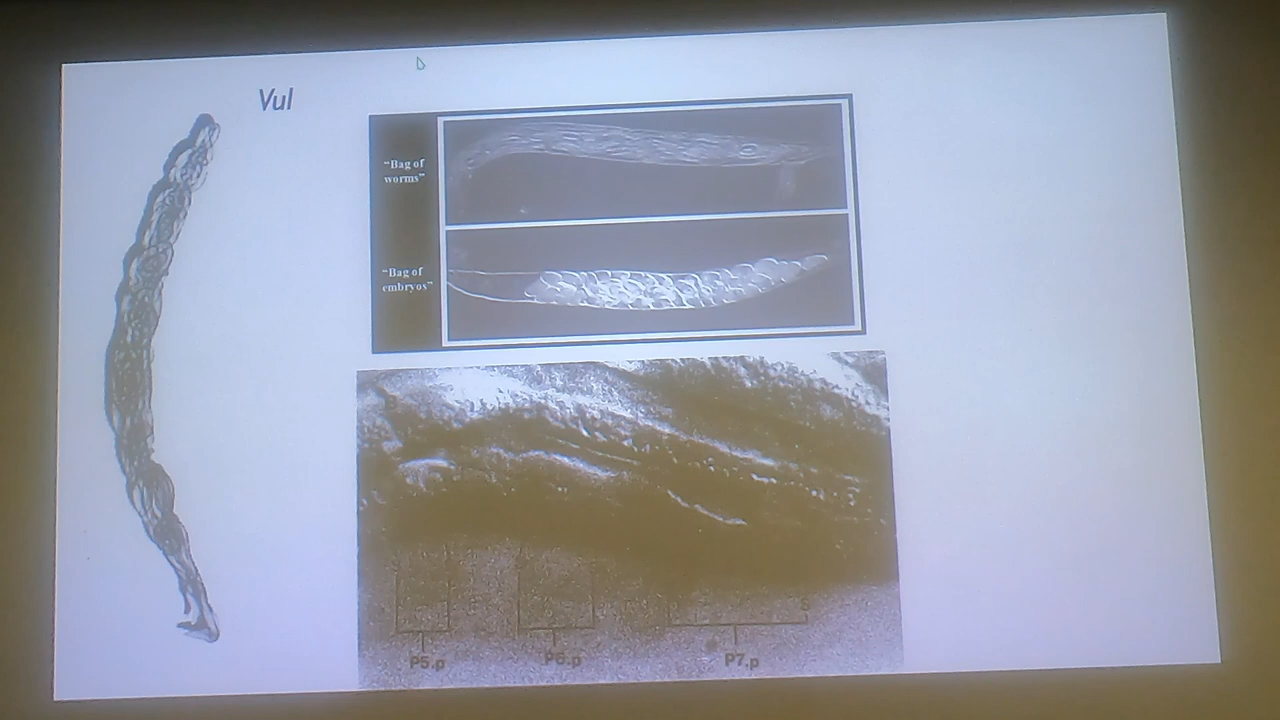 Vul
"Bag of
worms"
"Bag of
embryos"
P5.p
P6.p
P7.p